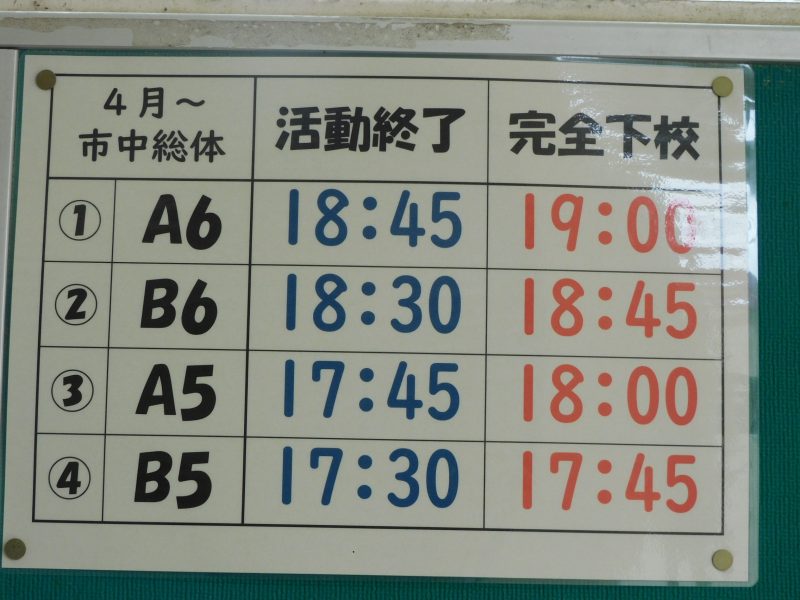 4月～
市中総体
活動終了
完全下校
① A6 18:45 19:00
② B6 18:30 18:45
③ A5 17:45 18:00
④ B5 17:30 17:45